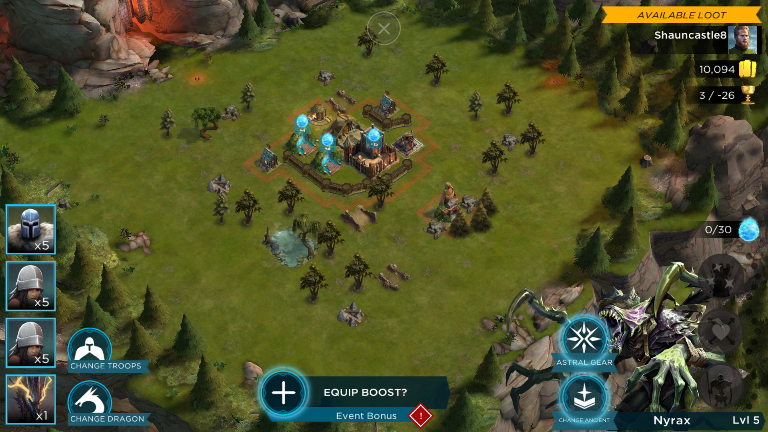 AVAILABLE LOOT
Shauncastle8
10,094
3 / -26
0/30
x5
x5
x5
x1
CHANGE TROOPS
CHANGE DRAGON
EQUIP BOOST?
Event Bonus
ASTRAL GEAR
CHANGE ANCIENT
Nyrax Lvl 5